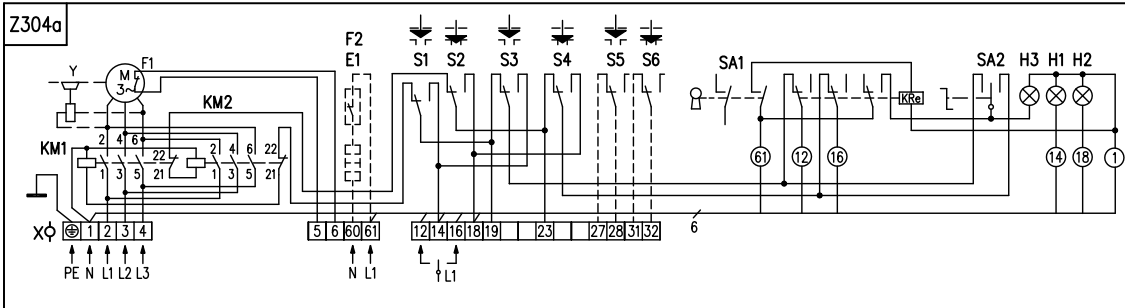 Z304a
F2
E1
Y
M
3~
F1
S1
S2
S3
S4
S5
S6
SA1
SA2
H3
H1
H2
KM2
KRe
KM1
2
4
6
22
2
4
6
22
1
3
5
21
1
3
5
21
61
12
16
14
18
1
X
1
2
3
4
5
6
60
61
12
14
16
18
19
23
27
28
31
32
6
PE
N
L1
L2
L3
N
L1
L1